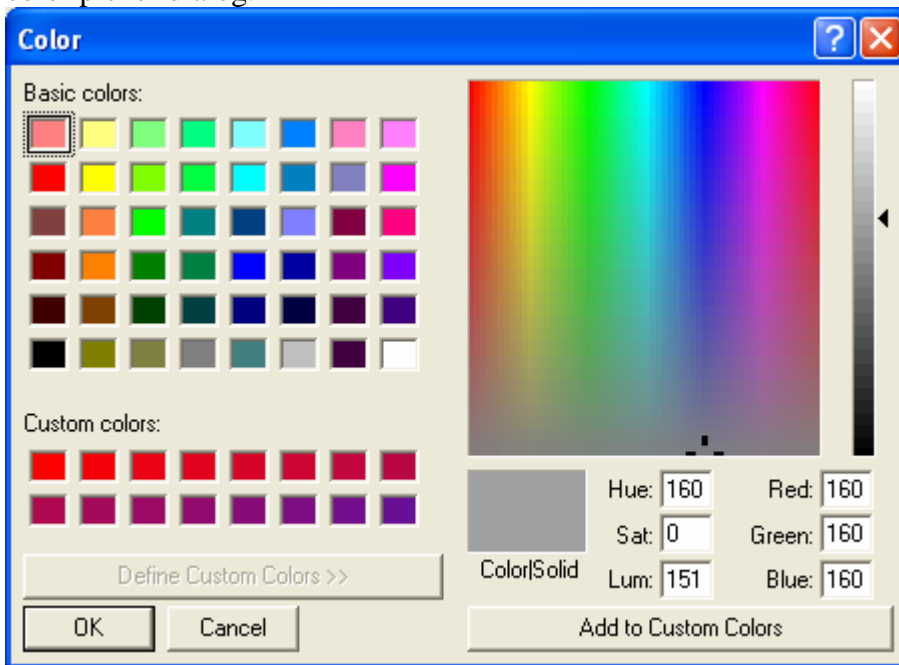 Color
Basic colors:
Custom colors:
Define Custom Colors >>
OK Cancel
Color|Solid
Hue: 160 Red: 160
Sat: 0 Green: 160
Lum: 151 Blue: 160
Add to Custom Colors